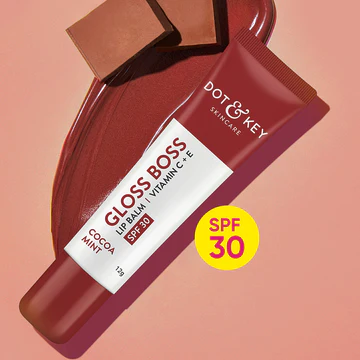 DOT & KEY
SKINCARE
GLOSS BOSS
LIP BALM | VITAMIN C + E
SPF 30
COCOA
MINT
12g
SPF
30